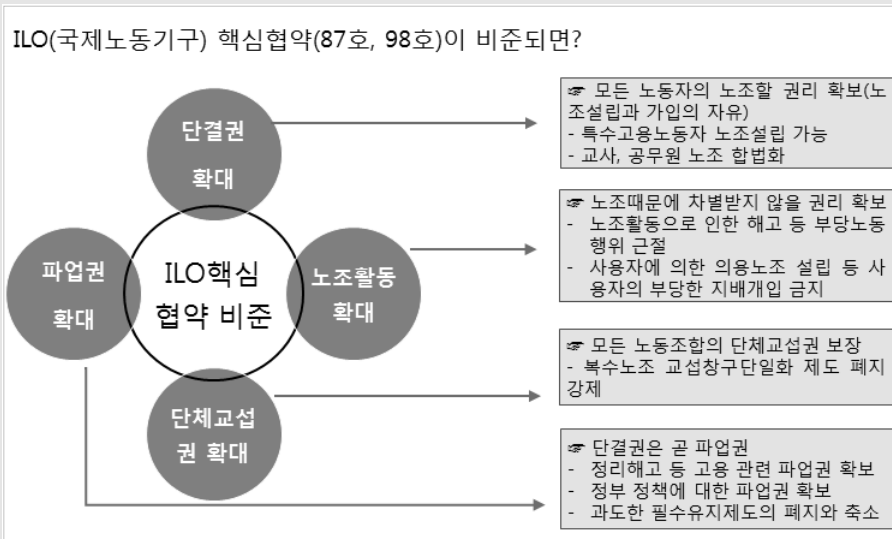 ILO(국제노동기구) 핵심협약(87호, 98호)이 비준되면?
단결권
확대
파업권
확대
ILO핵심
협약 비준
노조활동
확대
단체교섭
권 확대
☞ 모든 노동자의 노조할 권리 확보(노
조설립과 가입의 자유)
- 특수고용노동자 노조설립 가능
- 교사, 공무원 노조 합법화
☞ 노조때문에 차별받지 않을 권리 확보
- 노조활동으로 인한 해고 등 부당노동
행위 근절
- 사용자에 의한 의용노조 설립 등 사
용자의 부당한 지배개입 금지
☞ 모든 노동조합의 단체교섭권 보장
- 복수노조 교섭창구단일화 제도 폐지
강제
☞ 단결권은 곧 파업권
- 정리해고 등 고용 관련 파업권 확보
- 정부 정책에 대한 파업권 확보
- 과도한 필수유지제도의 폐지와 축소